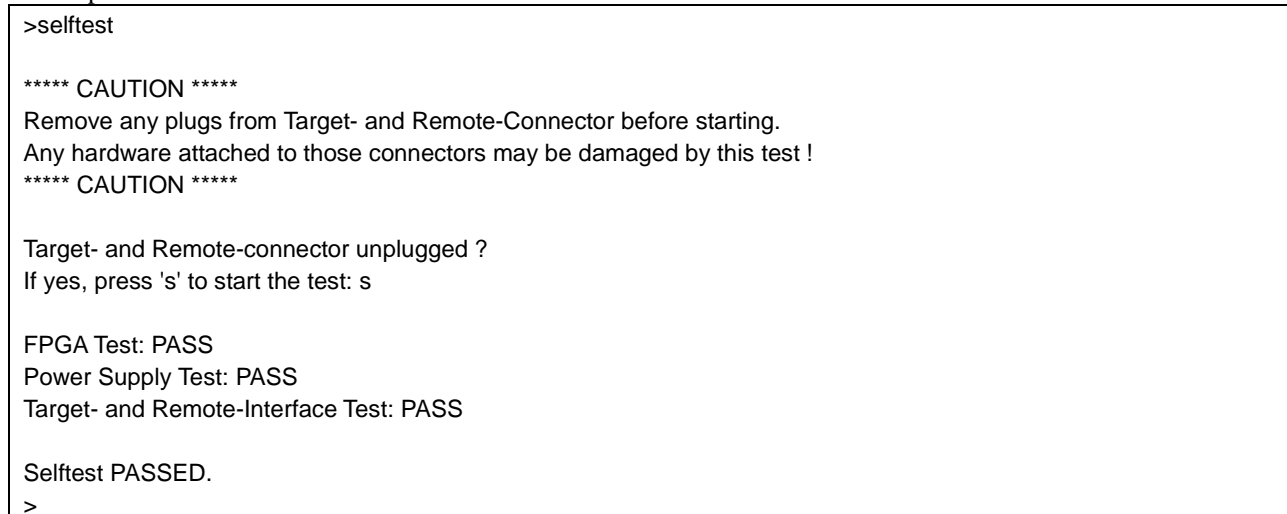 >selftest
***** CAUTION *****
Remove any plugs from Target- and Remote-Connector before starting.
Any hardware attached to those connectors may be damaged by this test !
***** CAUTION *****
Target- and Remote-connector unplugged ?
If yes, press 's' to start the test: s
FPGA Test: PASS
Power Supply Test: PASS
Target- and Remote-Interface Test: PASS
Selftest PASSED.
>